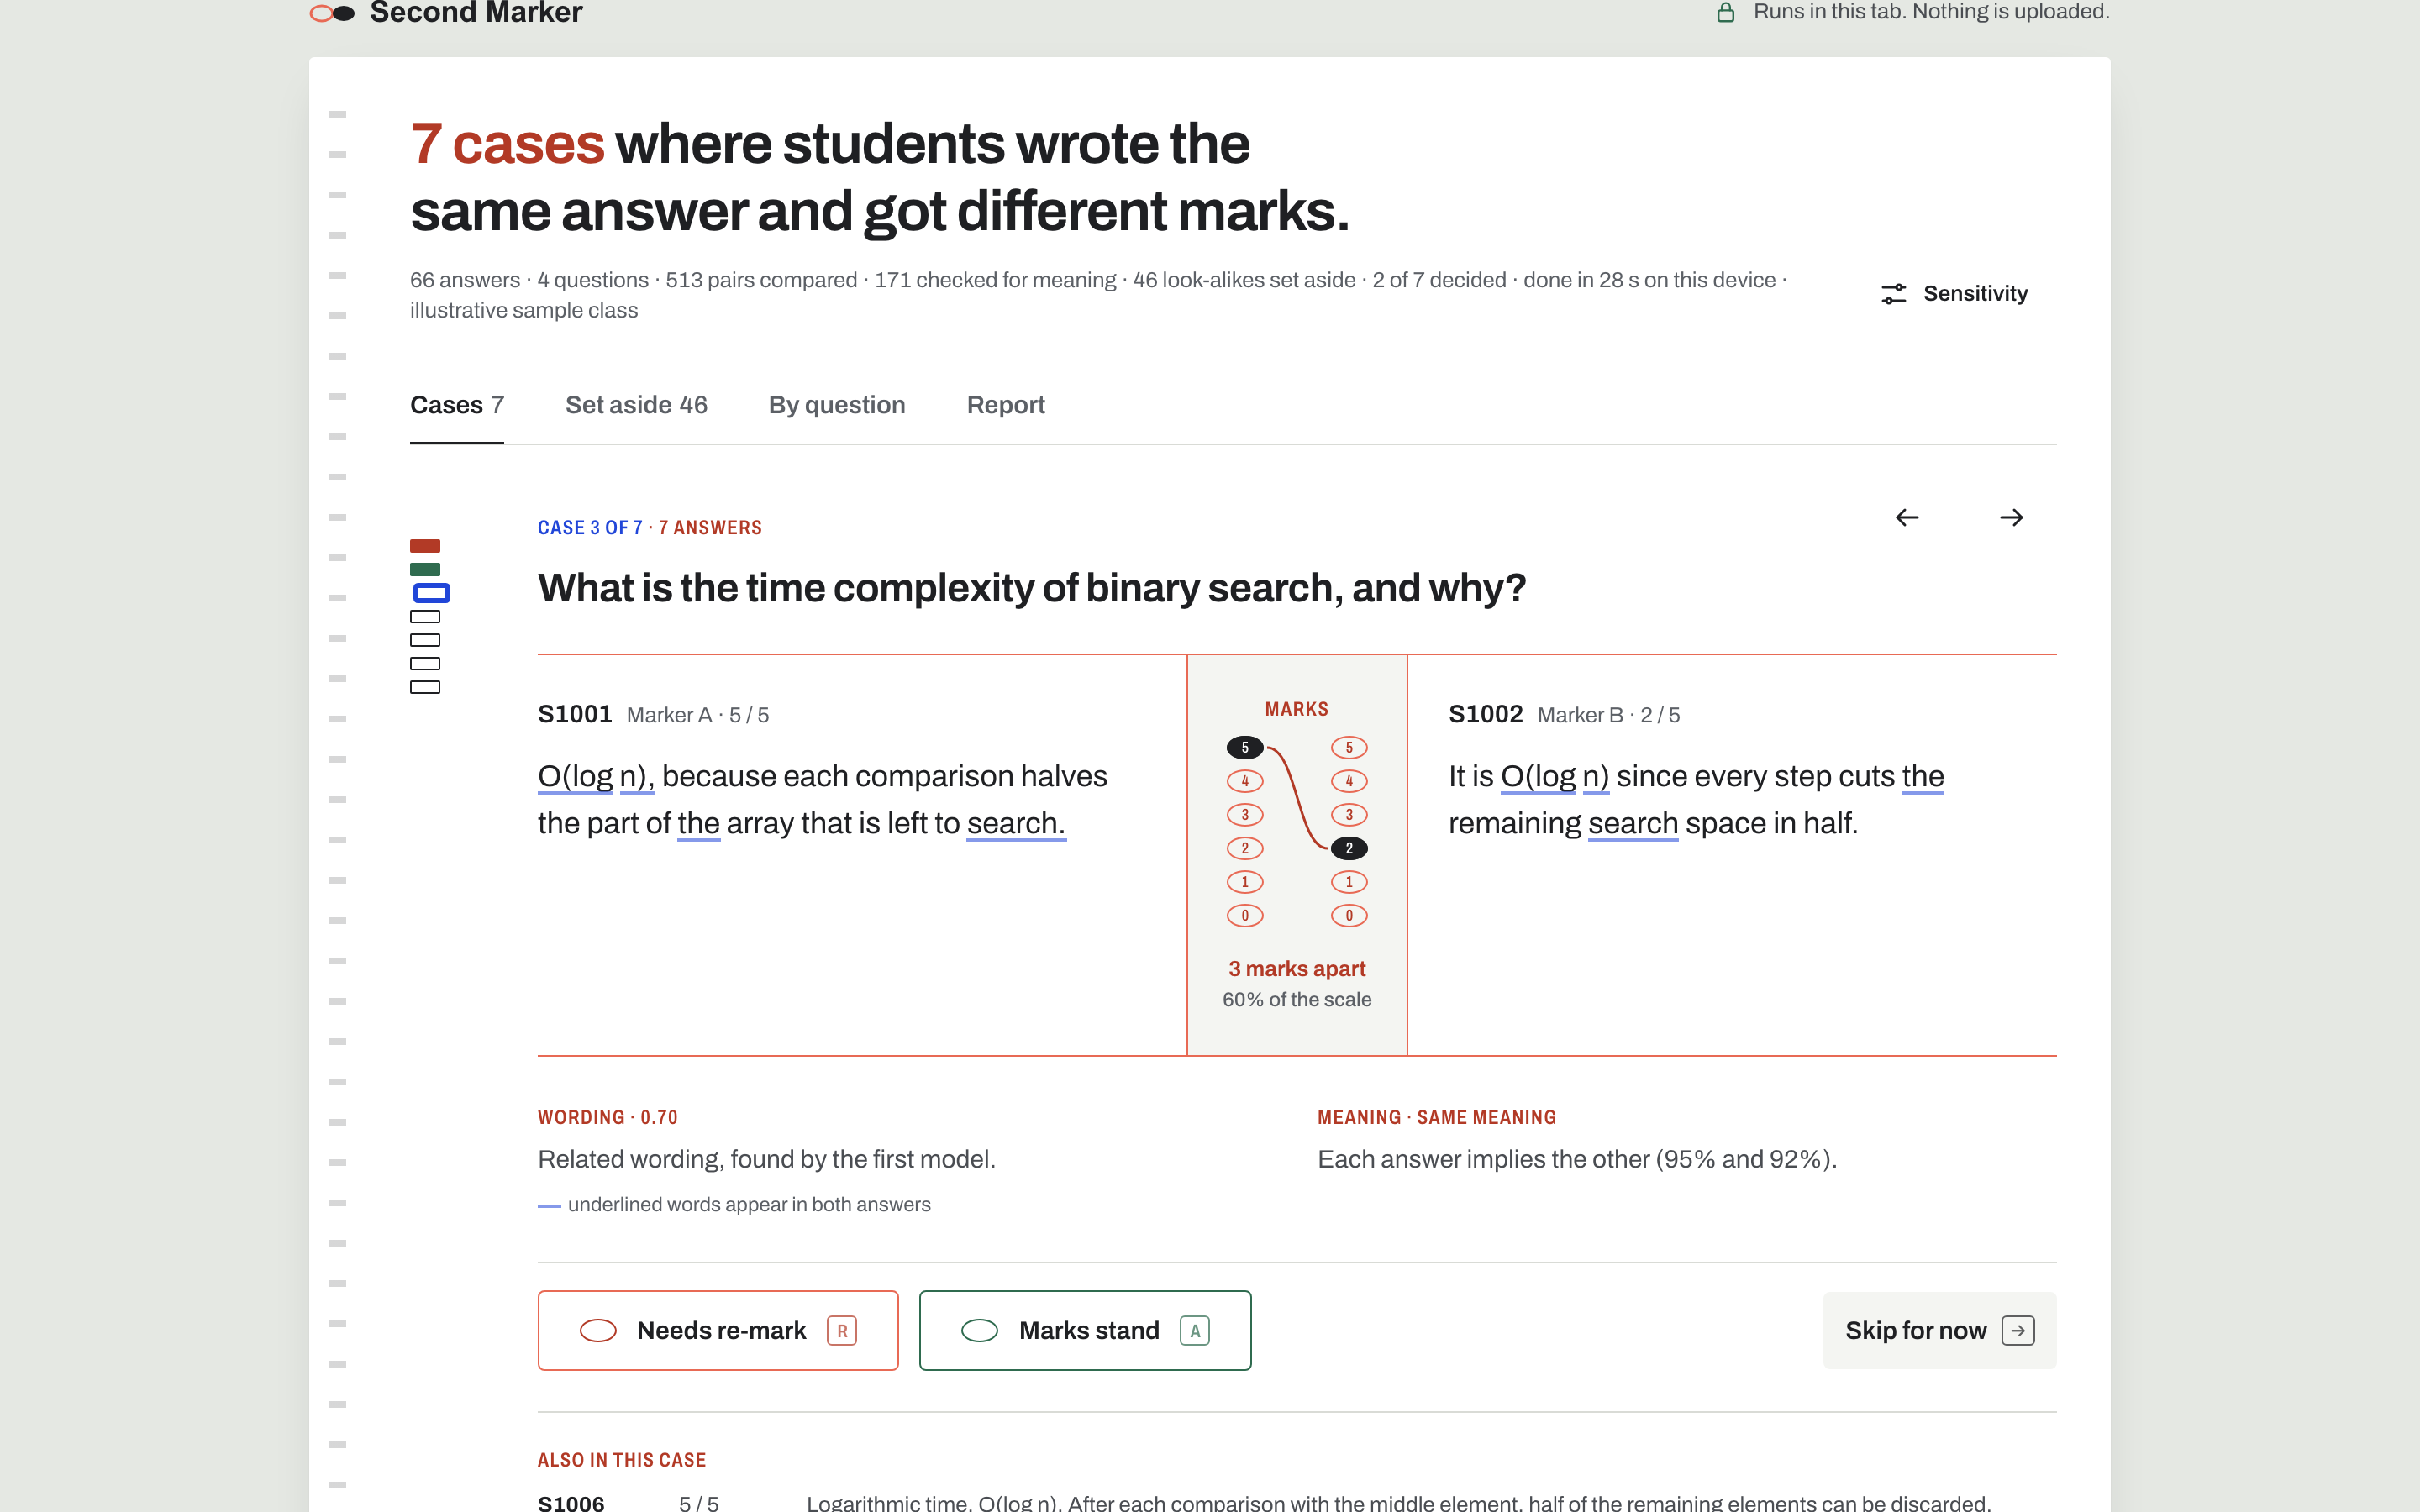 Second Marker
Runs in this tab. Nothing is uploaded.
7 cases where students wrote the
same answer and got different marks.
66 answers · 4 questions · 513 pairs compared · 171 checked for meaning · 46 look-alikes set aside · 2 of 7 decided · done in 28 s on this device ·
illustrative sample class
Sensitivity
Cases 7
Set aside 46
By question
Report
CASE 3 OF 7 · 7 ANSWERS
What is the time complexity of binary search, and why?
S1001 Marker A · 5 / 5
O(log n), because each comparison halves
the part of the array that is left to search.
MARKS
5 5
4 4
3 3
2 2
1 1
0 0
3 marks apart
60% of the scale
S1002 Marker B · 2 / 5
It is O(log n) since every step cuts the
remaining search space in half.
WORDING · 0.70
Related wording, found by the first model.
underlined words appear in both answers
MEANING · SAME MEANING
Each answer implies the other (95% and 92%).
Needs re-mark R
Marks stand A
Skip for now
ALSO IN THIS CASE
S1006 5 / 5 Logarithmic time, O(log n). After each comparison with the middle element, half of the remaining elements can be discarded.